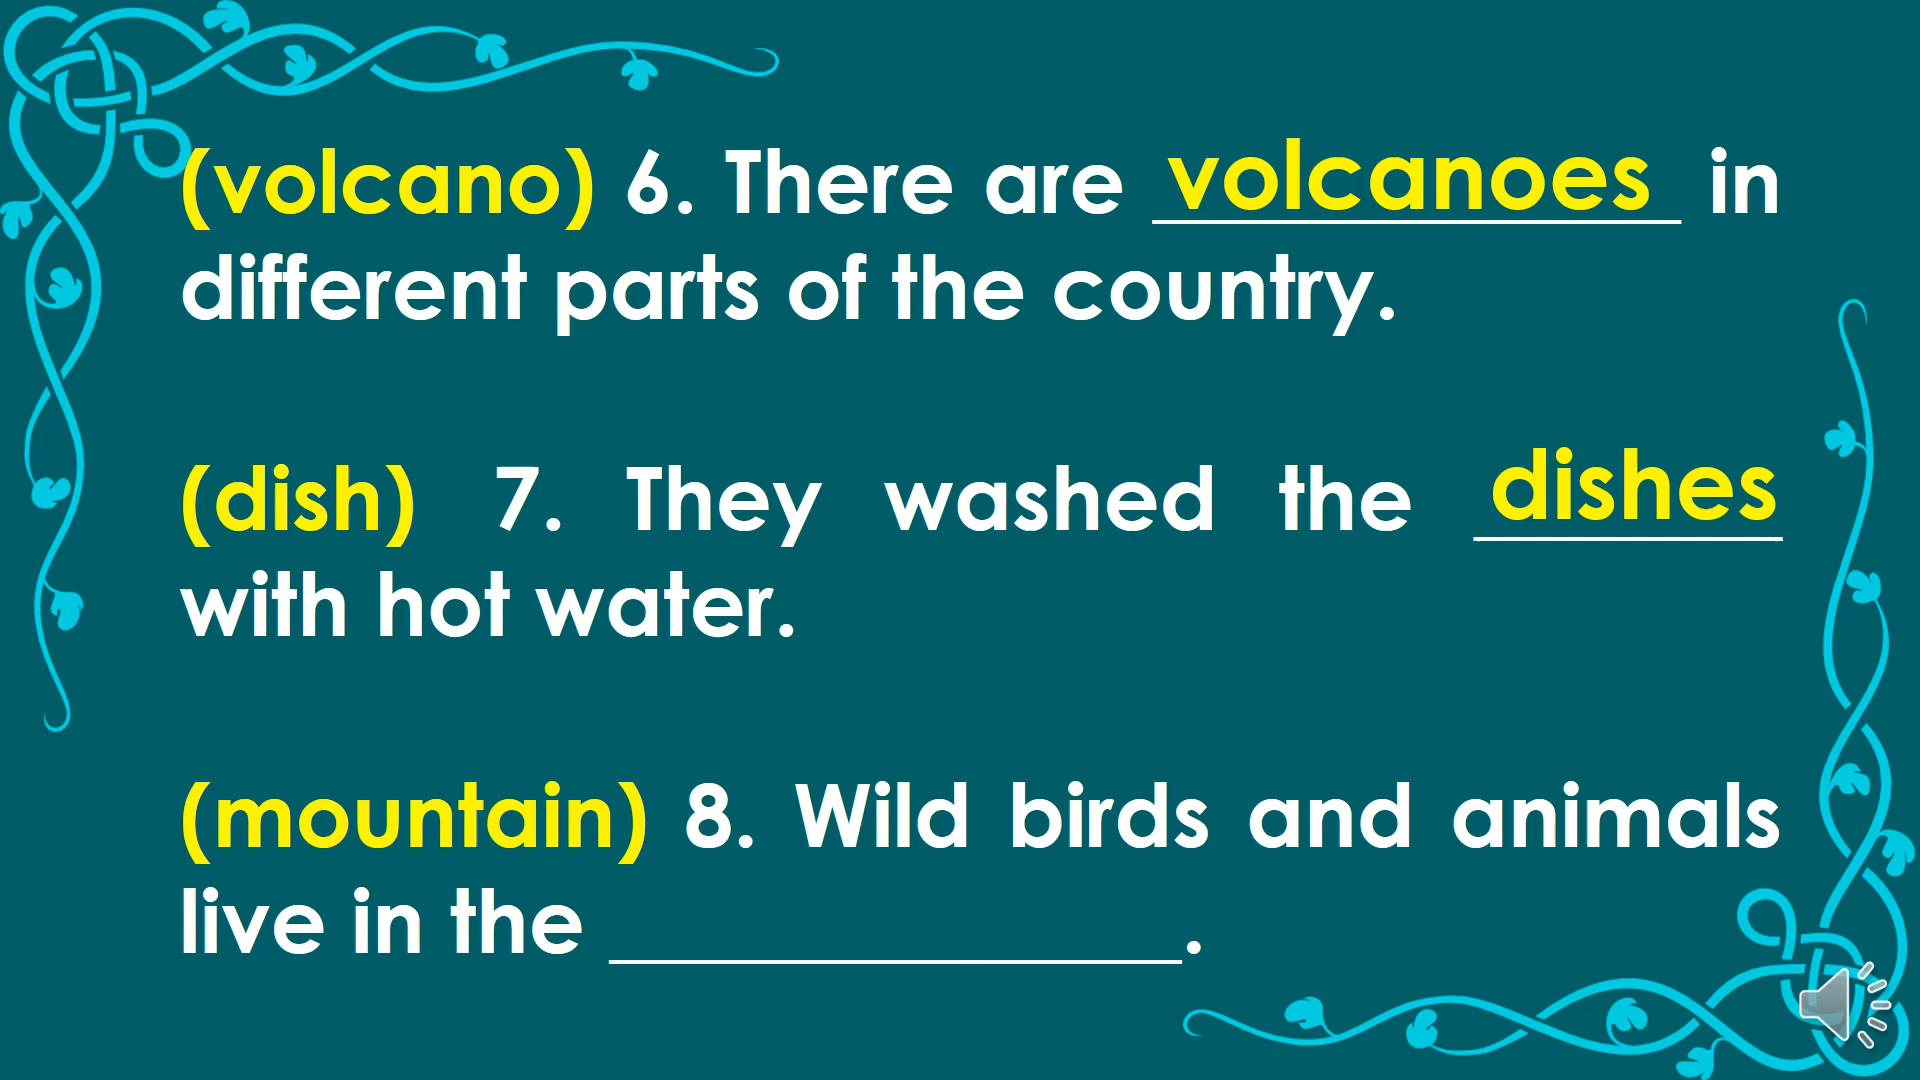 (volcano) 6. There are volcanoes in
different parts of the country.
(dish) 7. They washed the dishes
with hot water.
(mountain) 8. Wild birds and animals
live in the ______________.